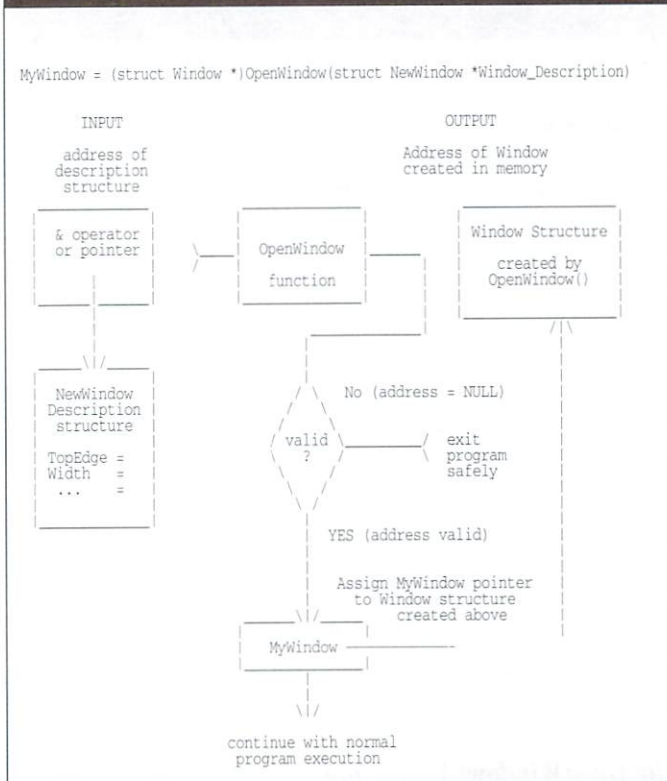 MyWindow = (struct Window *)OpenWindow(struct NewWindow *Window_Description)
INPUT
address of
description
structure
& operator
or pointer
NewWindow
Description
structure
TopEdge =
Width =
... =
OpenWindow
function
OUTPUT
Address of Window
created in memory
Window Structure
created by
OpenWindow()
No (address = NULL)
valid
?
exit
program
safely
YES (address valid)
Assign MyWindow pointer
to Window structure
created above
MyWindow
continue with normal
program execution